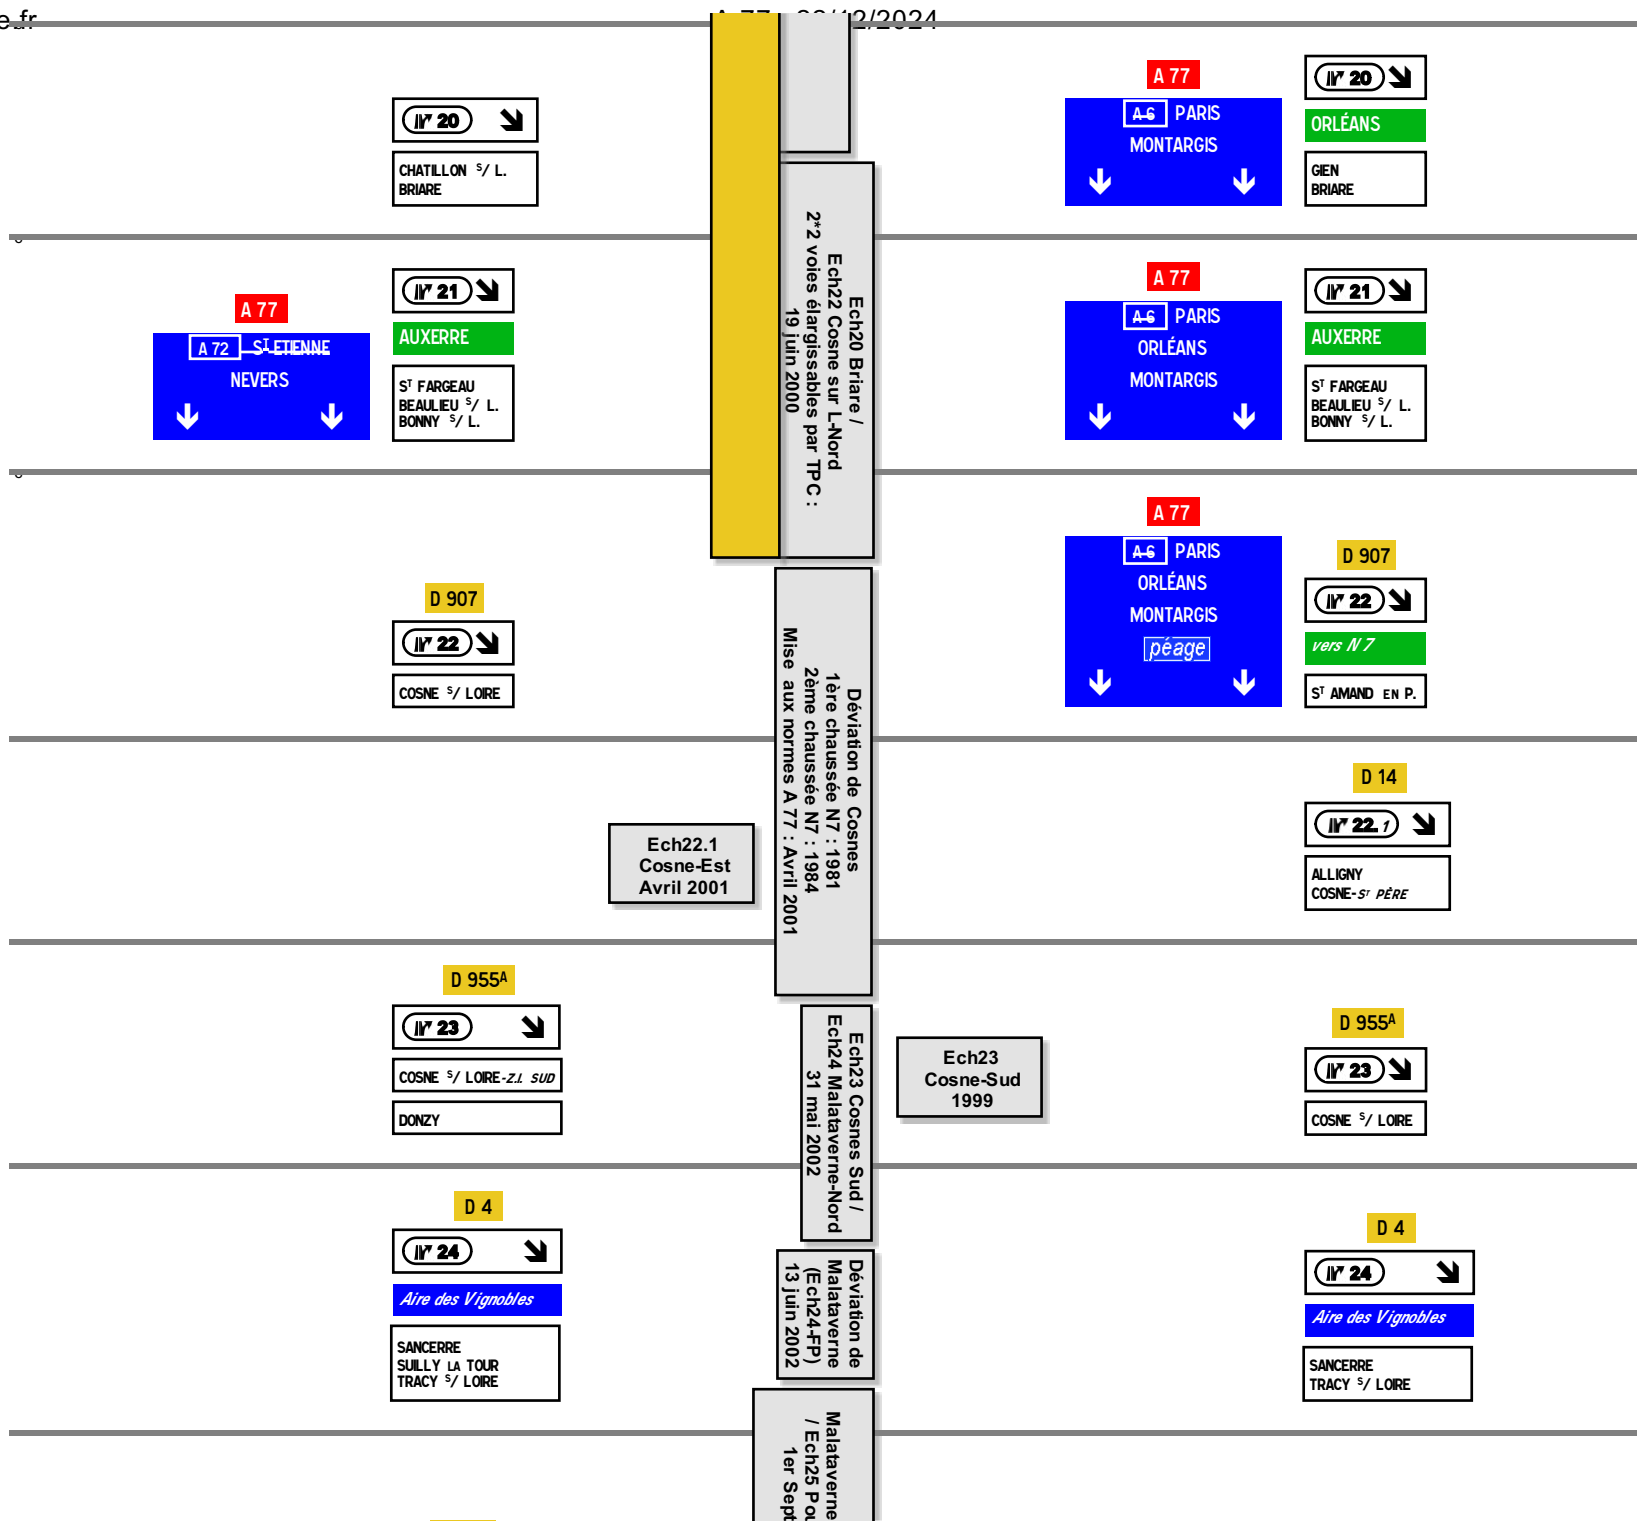 A 77
20
CHATILLON S/ L.
BRIARE
A 77
A 6 PARIS
MONTARGIS
20
ORLÉANS
GIEN
BRIARE
Ech20 Briare /
Ech22 Cosne sur L-Nord
2*2 voies élargissables par TPC :
19 juin 2000
A 77
A 72 ST ETIENNE
NEVERS
21
AUXERRE
ST FARGEAU
BEAULIEU S/ L.
BONNY S/ L.
A 77
A 6 PARIS
ORLÉANS
MONTARGIS
21
AUXERRE
ST FARGEAU
BEAULIEU S/ L.
BONNY S/ L.
D 907
22
COSNE S/ LOIRE
A 77
A 6 PARIS
ORLÉANS
MONTARGIS
péage
D 907
22
vers N 7
ST AMAND EN P.
Déviation de Cosnes
1ère chaussée N7 : 1981
2ème chaussée N7 : 1984
Mise aux normes A 77 : Avril 2001
Ech22.1
Cosne-Est
Avril 2001
D 14
22.1
ALLIGNY
COSNE-ST PÈRE
D 955A
23
COSNE S/ LOIRE-Z.I. SUD
DONZY
Ech23 Cosnes Sud /
Ech24 Malataverne-Nord
31 mai 2002
Ech23
Cosne-Sud
1999
D 955A
23
COSNE S/ LOIRE
D 4
24
Aire des Vignobles
SANCERRE
SUILLY LA TOUR
TRACY S/ LOIRE
Déviation de
Malataverne
(Ech24-FP)
13 juin 2002
D 4
24
Aire des Vignobles
SANCERRE
TRACY S/ LOIRE
Malataverne
/ Ech25 Pou
1er Sept